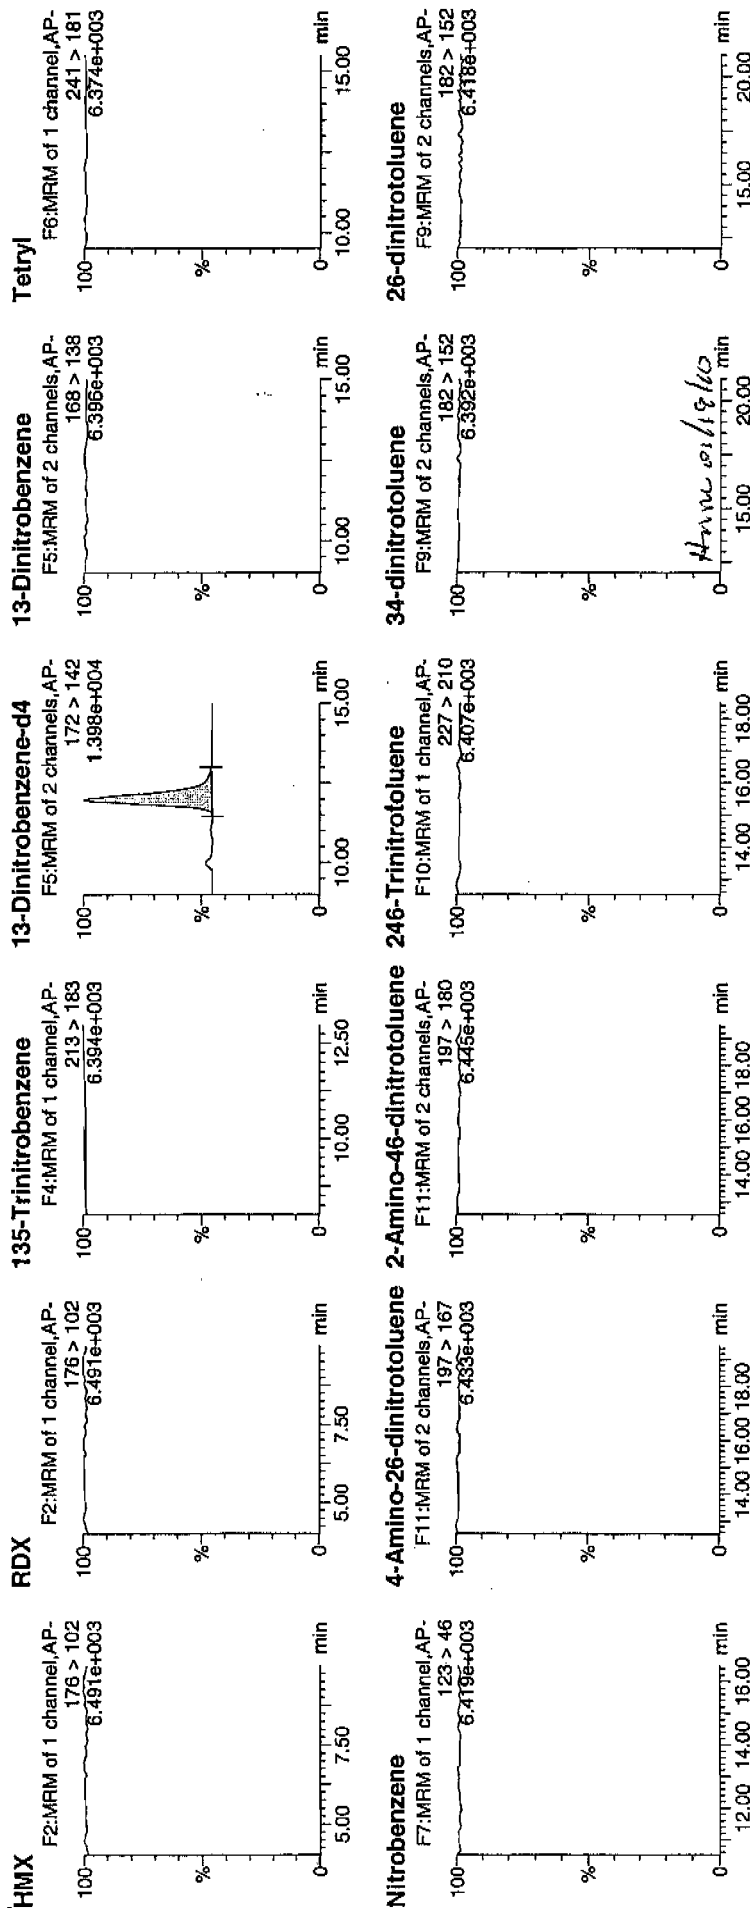 HMX
F2:MRM of 1 channel,AP-
176 > 102
6.491e+003
100
%
0
5.00 7.50 min
RDX
F2:MRM of 1 channel,AP-
176 > 102
6.491e+003
100
%
0
5.00 7.50 min
135-Trinitrobenzene
F4:MRM of 1 channel,AP-
213 > 183
6.394e+003
100
%
0
10.00 12.50 min
13-Dinitrobenzene-d4
F5:MRM of 2 channels,AP-
172 > 142
1.398e+004
100
%
0
10.00 15.00 min
13-Dinitrobenzene
F5:MRM of 2 channels,AP-
168 > 138
6.396e+003
100
%
0
10.00 15.00 min
Tetryl
F6:MRM of 1 channel,AP-
241 > 181
6.374e+003
100
%
0
10.00 15.00 min
Nitrobenzene
F7:MRM of 1 channel,AP-
123 > 46
6.419e+003
100
%
0
12.00 14.00 16.00 min
4-Amino-26-dinitrotoluene
F11:MRM of 2 channels,AP-
197 > 167
6.433e+003
100
%
0
14.00 16.00 18.00 min
2-Amino-46-dinitrotoluene
F11:MRM of 2 channels,AP-
197 > 180
6.445e+003
100
%
0
14.00 16.00 18.00 min
246-Trinitrotoluene
F10:MRM of 1 channel,AP-
227 > 210
6.407e+003
100
%
0
14.00 16.00 18.00 min
34-dinitrotoluene
F9:MRM of 2 channels,AP-
182 > 152
6.392e+003
100
%
0
15.00 20.00 min
26-dinitrotoluene
F9:MRM of 2 channels,AP-
182 > 152
6.418e+003
100
%
0
15.00 20.00 min